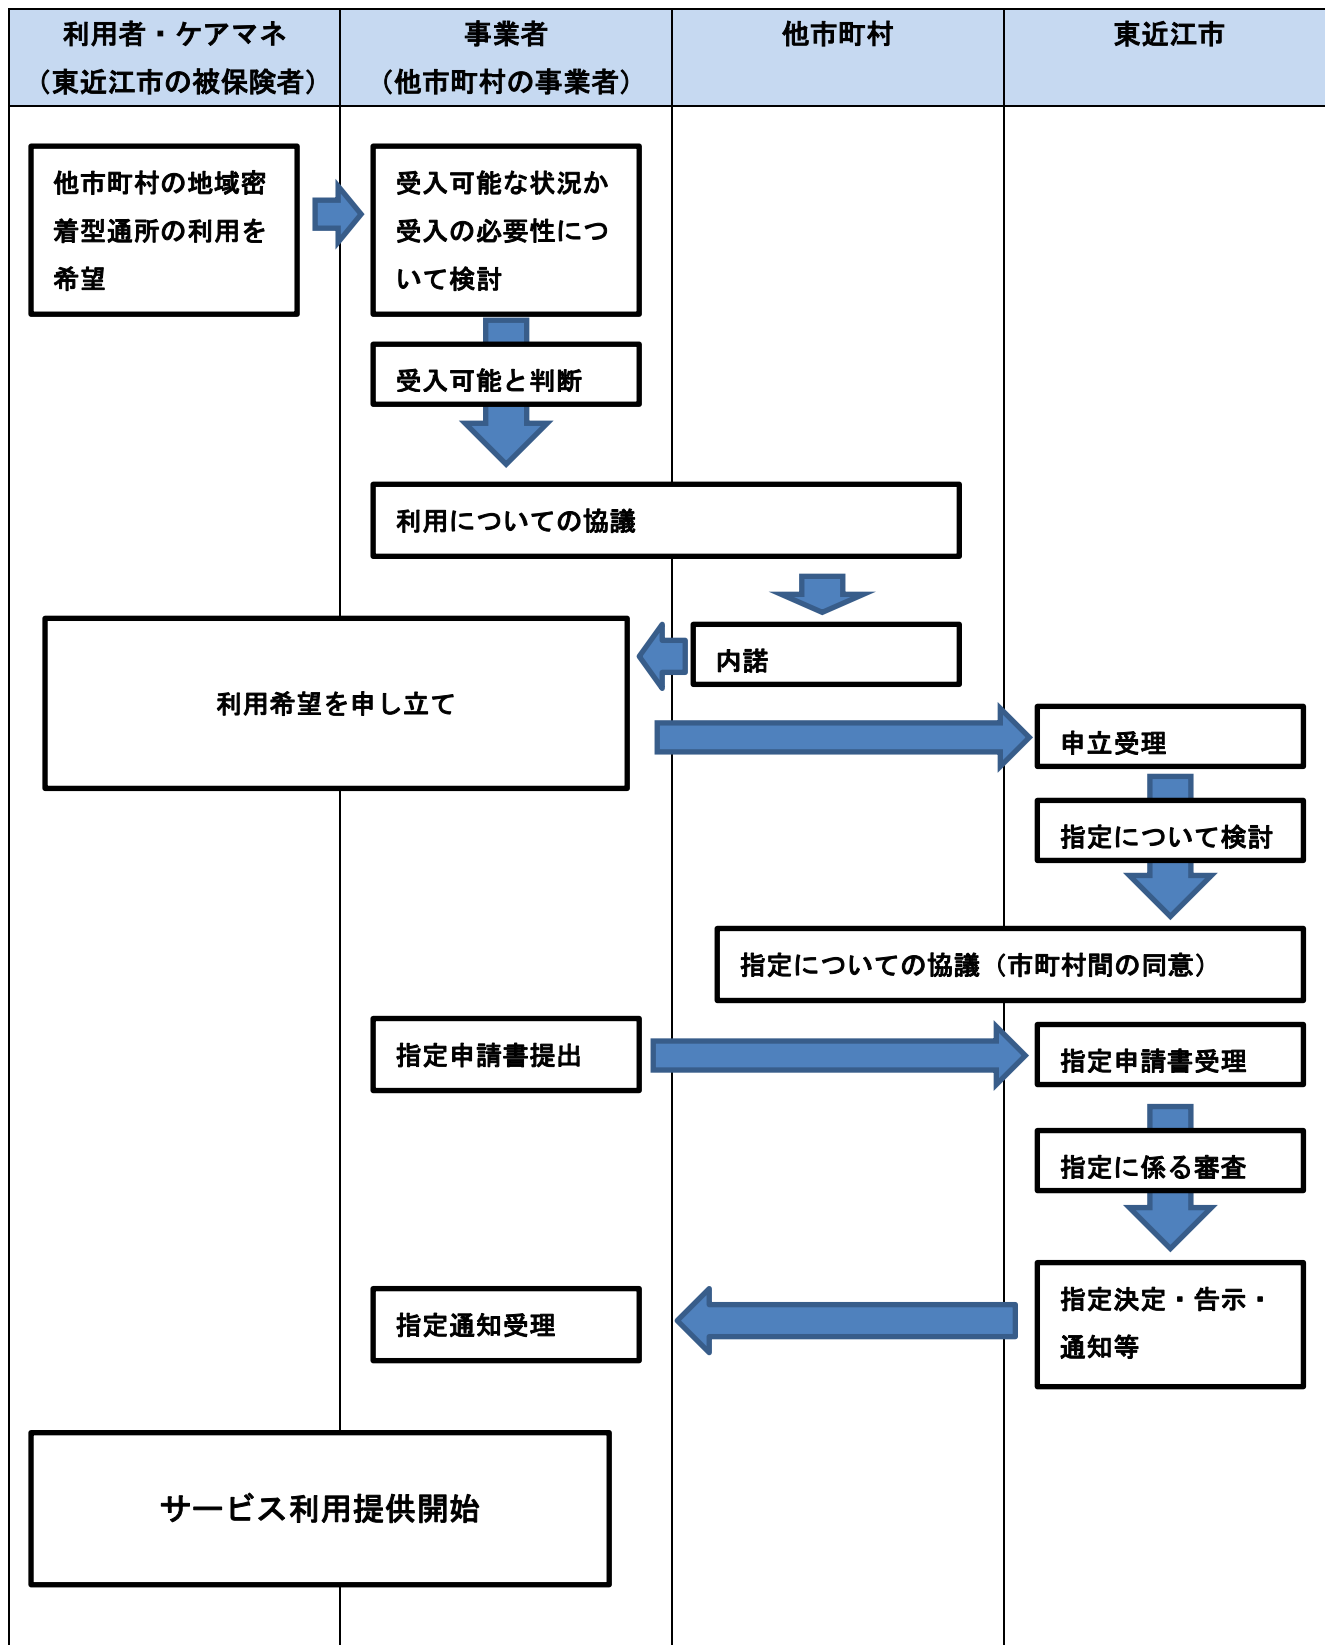 利用者・ケアマネ
（東近江市の被保険者）
事業者
（他市町村の事業者）
他市町村
東近江市
他市町村の地域密
着型通所の利用を
希望
受入可能な状況か
受入の必要性につ
いて検討
受入可能と判断
利用についての協議
内諾
利用希望を申し立て
申立受理
指定について検討
指定についての協議（市町村間の同意）
指定申請書提出
指定申請書受理
指定に係る審査
指定決定・告示・
通知等
指定通知受理
サービス利用提供開始